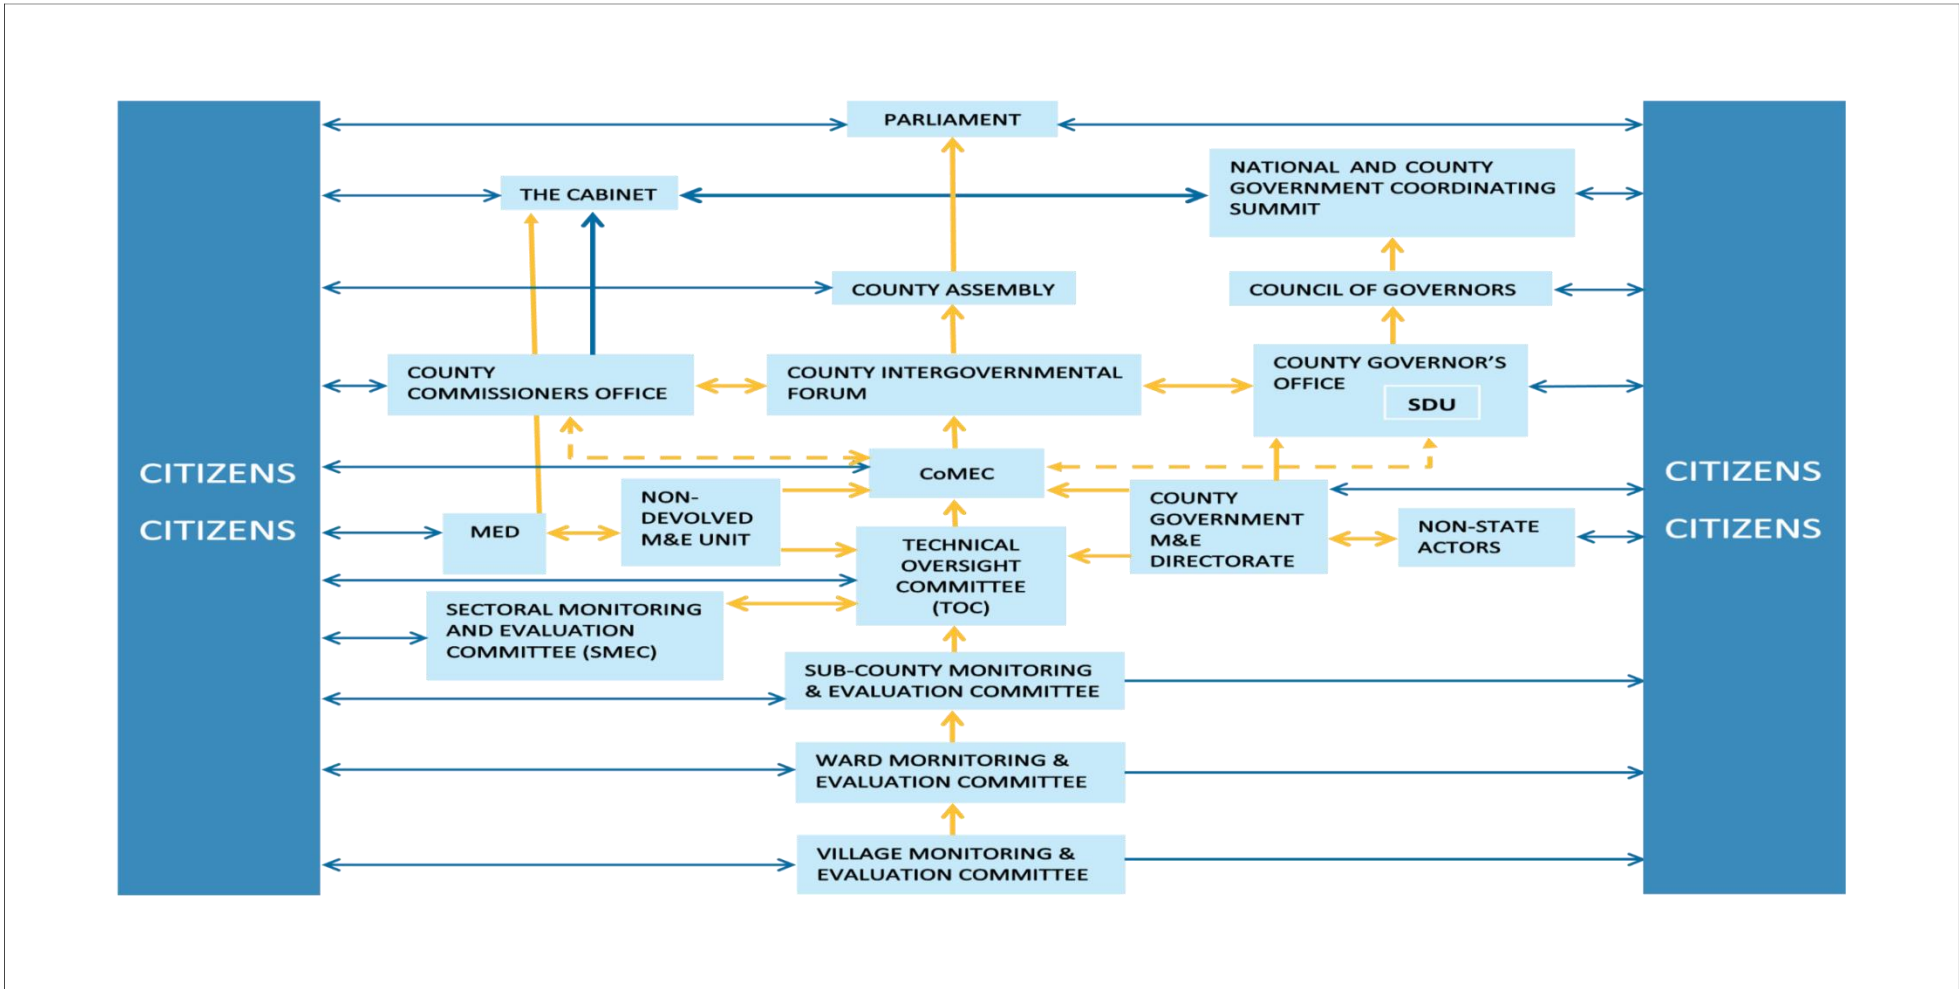 PARLIAMENT
NATIONAL AND COUNTY
GOVERNMENT COORDINATING
SUMMIT
THE CABINET
COUNTY ASSEMBLY
COUNCIL OF GOVERNORS
COUNTY
COMMISSIONERS OFFICE
COUNTY INTERGOVERNMENTAL
FORUM
COUNTY GOVERNOR'S
OFFICE
SDU
CITIZENS
CITIZENS
CoMEC
CITIZENS
CITIZENS
MED
NON-
DEVOLVED
M&E UNIT
TECHNICAL
OVERSIGHT
COMMITTEE
(TOC)
COUNTY
GOVERNMENT
M&E
DIRECTORATE
NON-STATE
ACTORS
SECTORAL MONITORING
AND EVALUATION
COMMITTEE (SMEC)
SUB-COUNTY MONITORING
& EVALUATION COMMITTEE
WARD MORNITORING &
EVALUATION COMMITTEE
VILLAGE MONITORING &
EVALUATION COMMITTEE